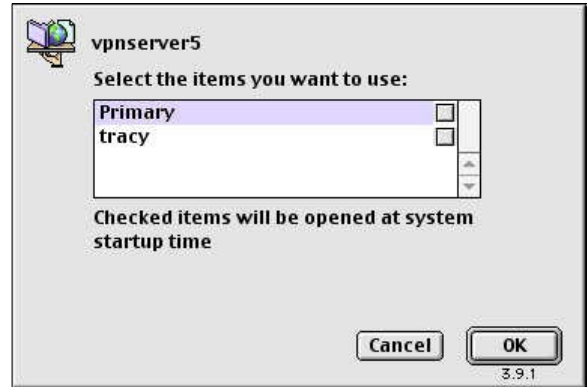 vpnserver5
Select the items you want to use:
Primary
tracy
Checked items will be opened at system
startup time
Cancel
OK
3.9.1